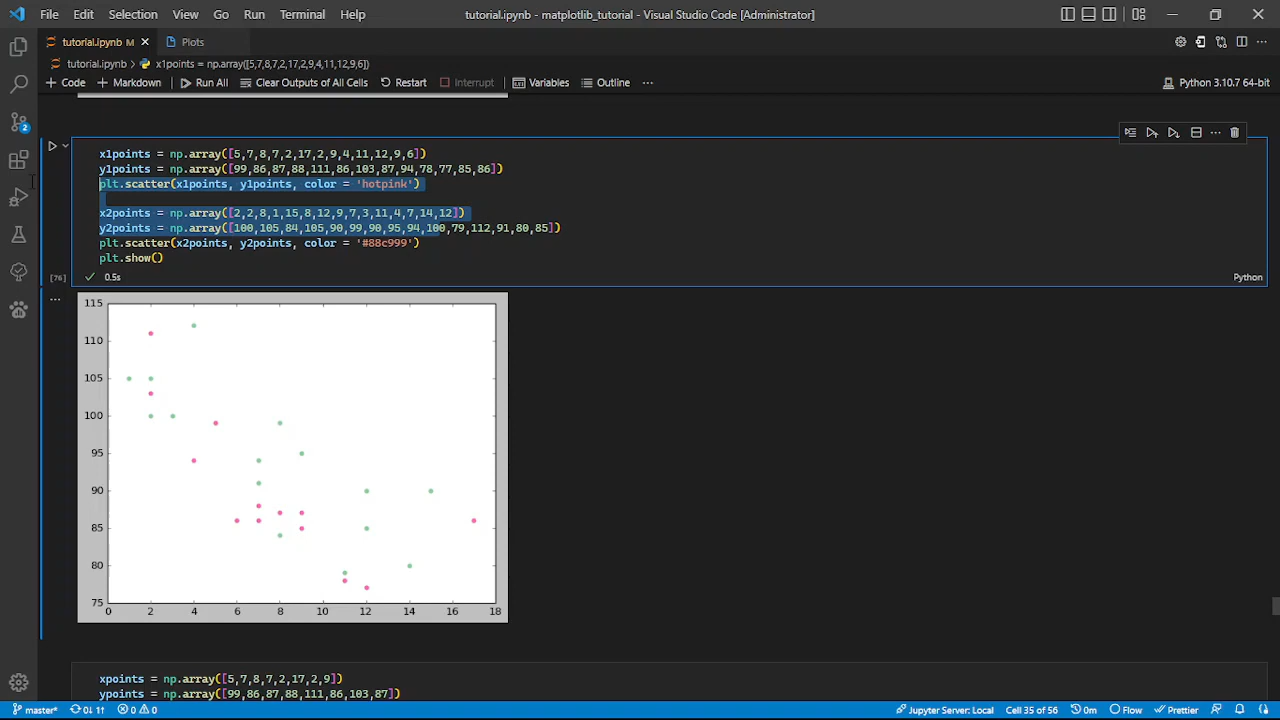 File Edit Selection View Go Run Terminal Help
tutorial.ipynb - matplotlib_tutorial - Visual Studio Code [Administrator]
tutorial.ipynb M
Plots
tutorial.ipynb > x1points = np.array([5,7,8,7,2,17,2,9,4,11,12,9,6])
+ Code + Markdown Run All Clear Outputs of All Cells Restart Interrupt Variables Outline ...
Python 3.10.7 64-bit
2
x1points = np.array([5,7,8,7,2,17,2,9,4,11,12,9,6])
y1points = np.array([99,86,87,88,111,86,103,87,94,78,77,85,86])
plt.scatter(x1points, y1points, color = 'hotpink')
x2points = np.array([2,2,8,1,15,8,12,9,7,3,11,4,7,14,12])
y2points = np.array([100,105,84,105,90,99,90,95,94,100,79,112,91,80,85])
plt.scatter(x2points, y2points, color = '#88c999')
plt.show()
[76]
0.5s
Python
115
110
105
100
95
90
85
80
75
0 2 4 6 8 10 12 14 16 18
xpoints = np.array([5,7,8,7,2,17,2,9])
ypoints = np.array([99,86,87,88,111,86,103,87])
master* 0↓ 1↑ 0 0
Jupyter Server: Local Cell 35 of 56 0m Flow Prettier